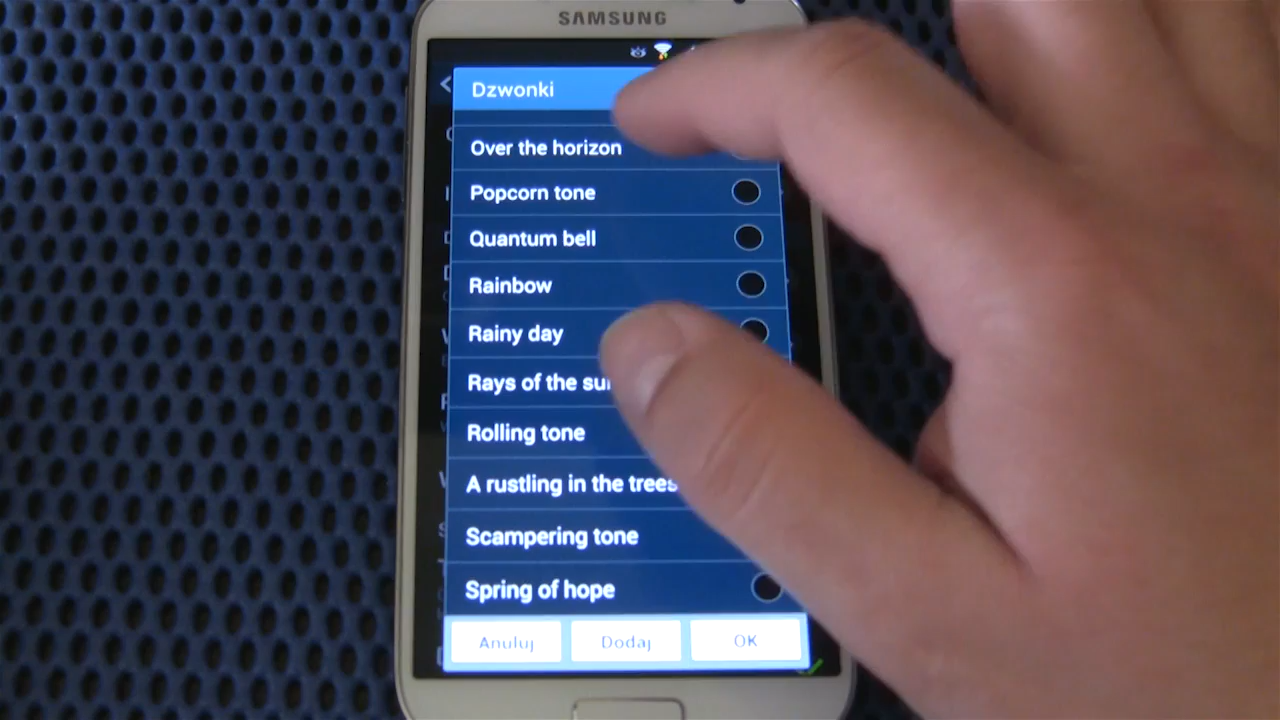 SAMSUNG
Dzwonki
Over the horizon
Popcorn tone
Quantum bell
Rainbow
Rainy day
Rays of the
Rolling tone
A rustling in the trees
Scampering tone
Spring of hope
Anuluj
Dodaj
OK